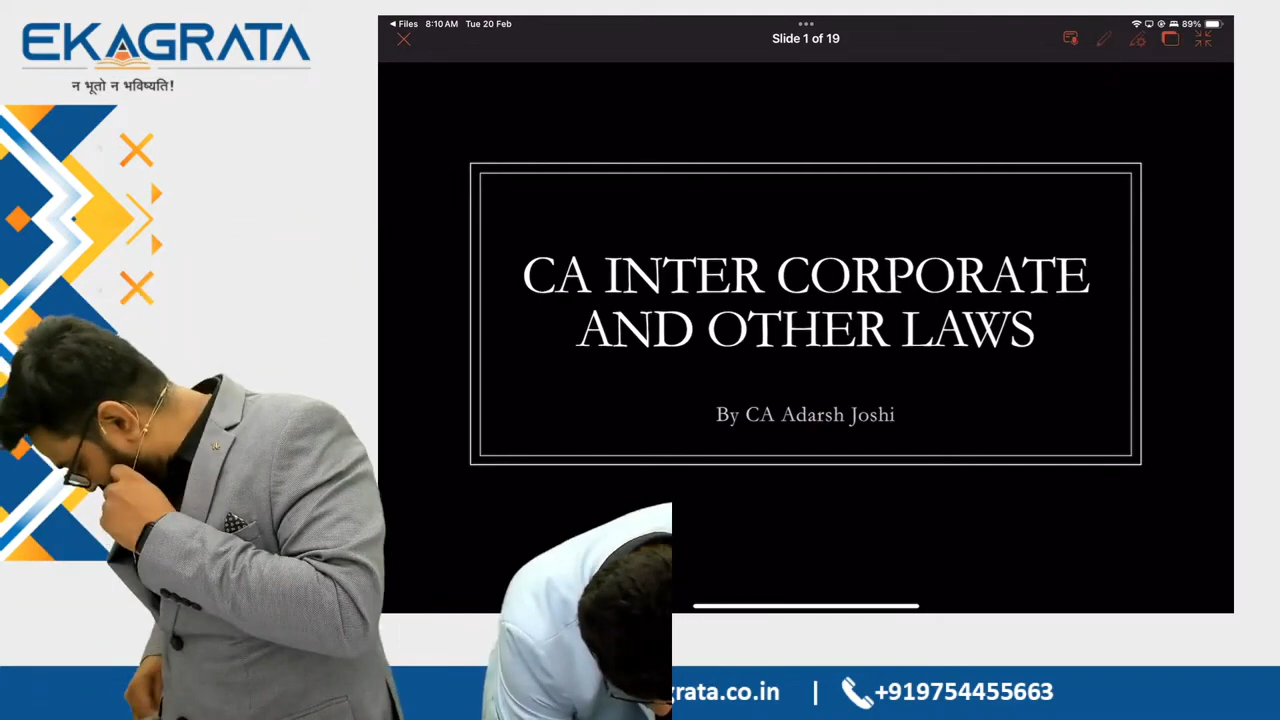 EKAGRATA
न भूतो न भविष्यति!
Files 8:10 AM Tue 20 Feb
89%
Slide 1 of 19
CA INTER CORPORATE
AND OTHER LAWS
By CA Adarsh Joshi
grata.co.in | +919754455663